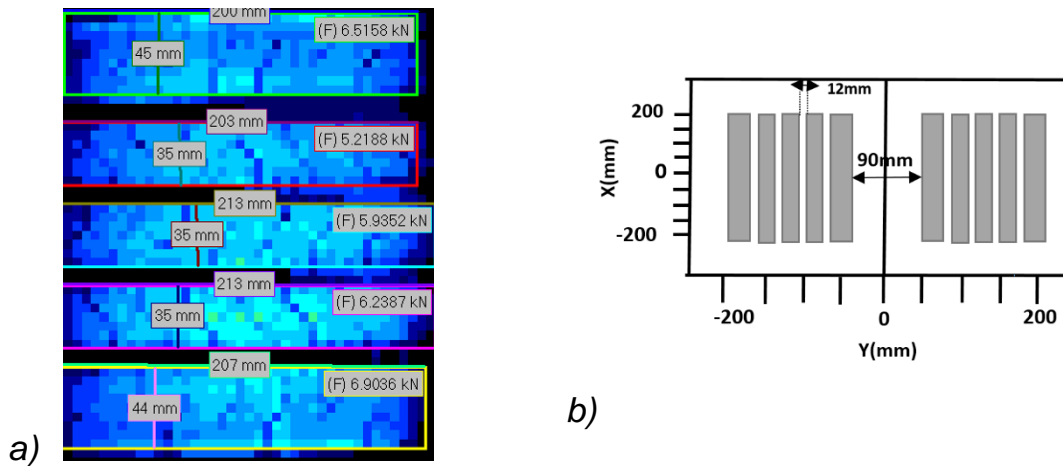 200 mm
(F) 6.5158 kN
45 mm
203 mm
(F) 5.2188 kN
35 mm
213 mm
(F) 5.9352 kN
35 mm
213 mm
(F) 6.2387 kN
35 mm
207 mm
(F) 6.9036 kN
44 mm
a)
12mm
200
90mm
X(mm)
0
-200
-200
0
200
Y(mm)
b)